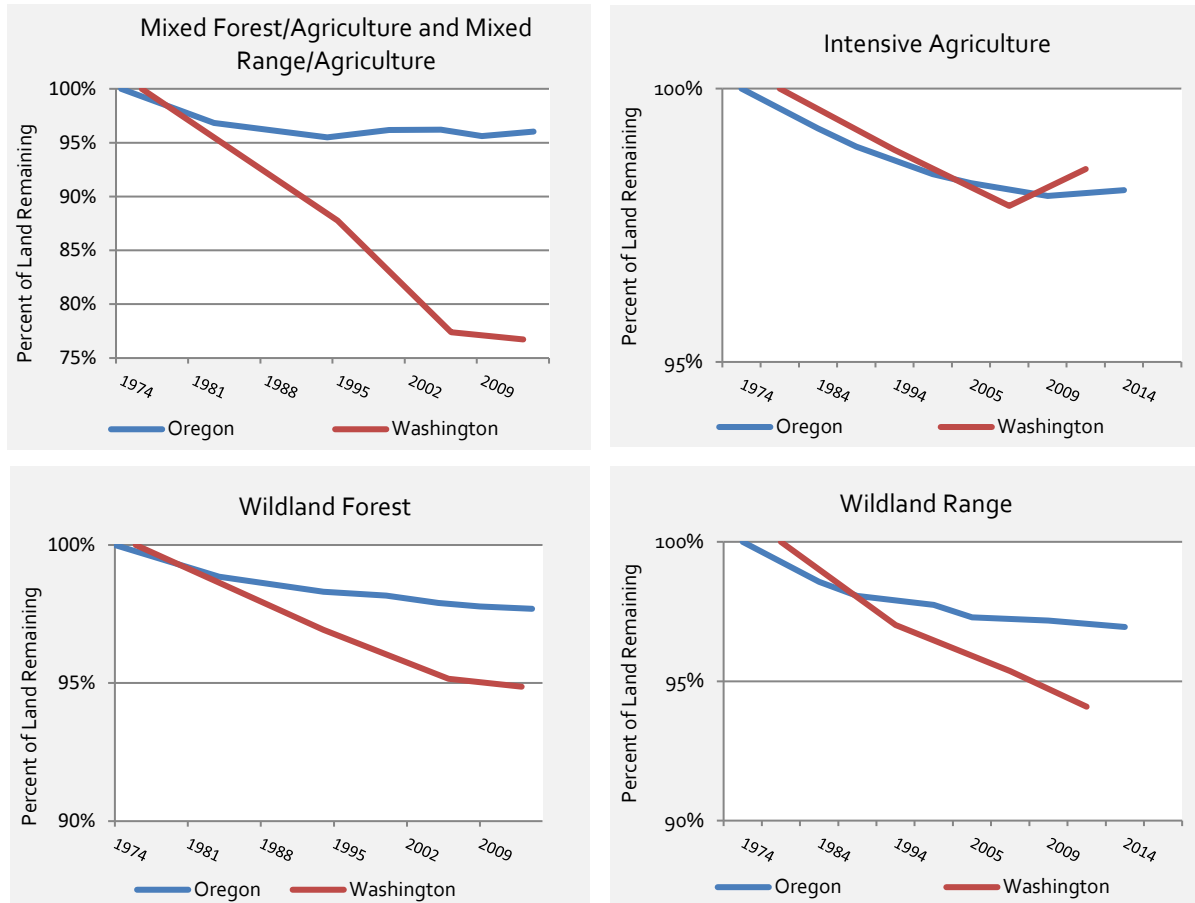 Mixed Forest/Agriculture and Mixed
Range/Agriculture
Percent of Land Remaining
100%
95%
90%
85%
80%
75%
1974
1981
1988
1995
2002
2009
Oregon
Washington
Intensive Agriculture
Percent of Land Remaining
100%
95%
1974
1984
1994
2005
2009
2014
Oregon
Washington
Wildland Forest
Percent of Land Remaining
100%
95%
90%
1974
1981
1988
1995
2002
2009
Oregon
Washington
Wildland Range
Percent of Land Remaining
100%
95%
90%
1974
1984
1994
2005
2009
2014
Oregon
Washington